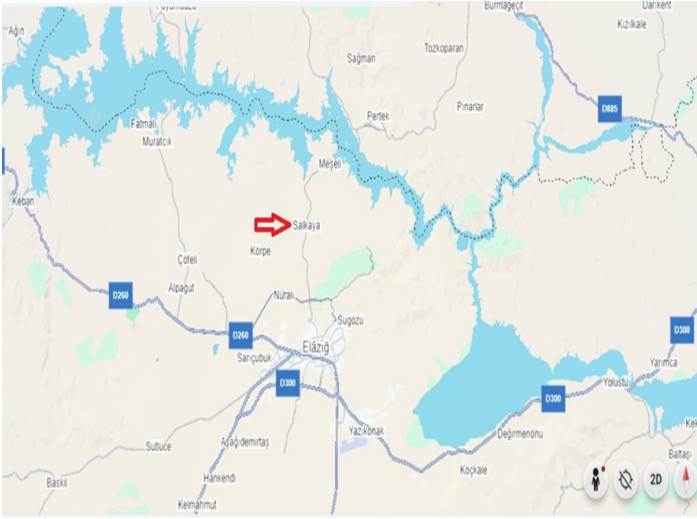 Burmageçit
Darıkent
Ağın
Kızılkale
Tozkoparan
Sağman
D885
Pertek
Pınarlar
Fatmalı
Muratcık
Meşeli
Keban
Salkaya
Korpe
Çöteli
Alpagut
Nüralı
D260
Sugözü
D260
D300
Elâzığ
Sarıçubuk
Yarımca
D300
Yolüstü
D300
Yazıkonak
Değirmenönü
Aşağıdemirtaş
Sütlüce
Baltaşı
Koçkale
Baskil
Hankendi
2D
Kelmahmut